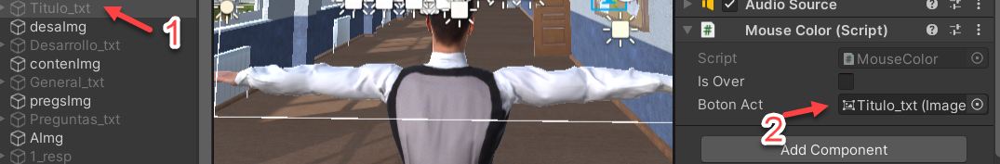 Titulo_txt
1
desaImg
Desarrollo_txt
contenImg
General_txt
pregsImg
Preguntas_txt
AImg
1_resp
Audio Source
#
Mouse Color (Script)
Script
#MouseColor
Is Over
Boton Act
Titulo_txt (Image
2
Add Component